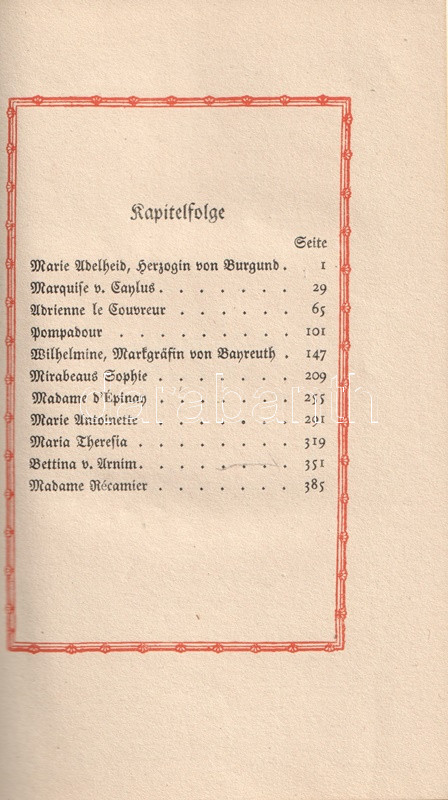 Kapitelfolge
Seite
Marie Adelheid, Herzogin von Burgund. 1
Marquise v. Caylus. . . . . . . 29
Adrienne le Couvreur . . . . . . 65
Pompadour . . . . . . . . 101
Wilhelmine, Markgräfin von Bayreuth . 147
Mirabeaus Sophie . . . . . . . 209
Madame d'Epinay . . . . . . . 255
Marie Antoinette . . . . . . . 291
Maria Theresia . . . . . . . . 319
Bettina v. Arnim. . . . . . . . 351
Madame Récamier . . . . . . . 385
darabanth